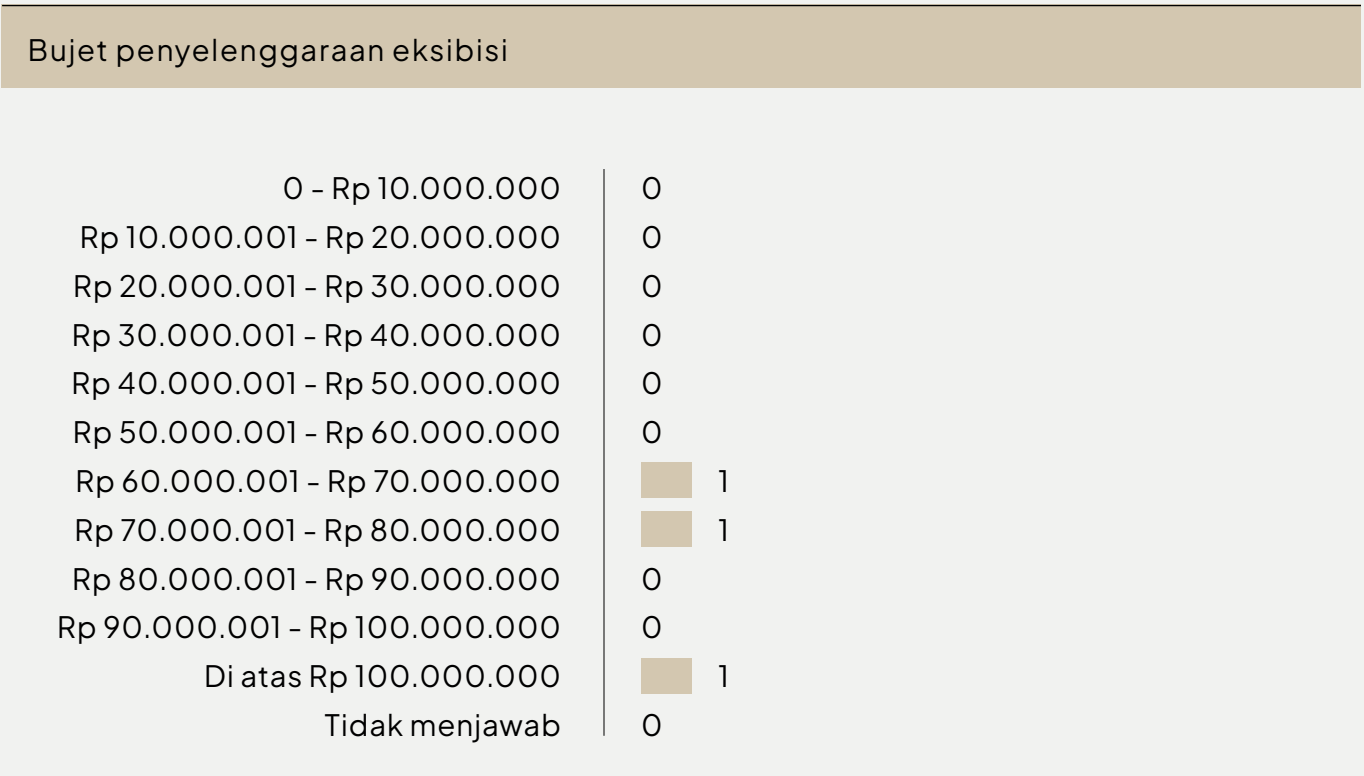 Bujet penyelenggaraan eksibisi
0 - Rp 10.000.000 0
Rp 10.000.001 - Rp 20.000.000 0
Rp 20.000.001 - Rp 30.000.000 0
Rp 30.000.001 - Rp 40.000.000 0
Rp 40.000.001 - Rp 50.000.000 0
Rp 50.000.001 - Rp 60.000.000 0
Rp 60.000.001 - Rp 70.000.000 1
Rp 70.000.001 - Rp 80.000.000 1
Rp 80.000.001 - Rp 90.000.000 0
Rp 90.000.001 - Rp 100.000.000 0
Di atas Rp 100.000.000 1
Tidak menjawab 0